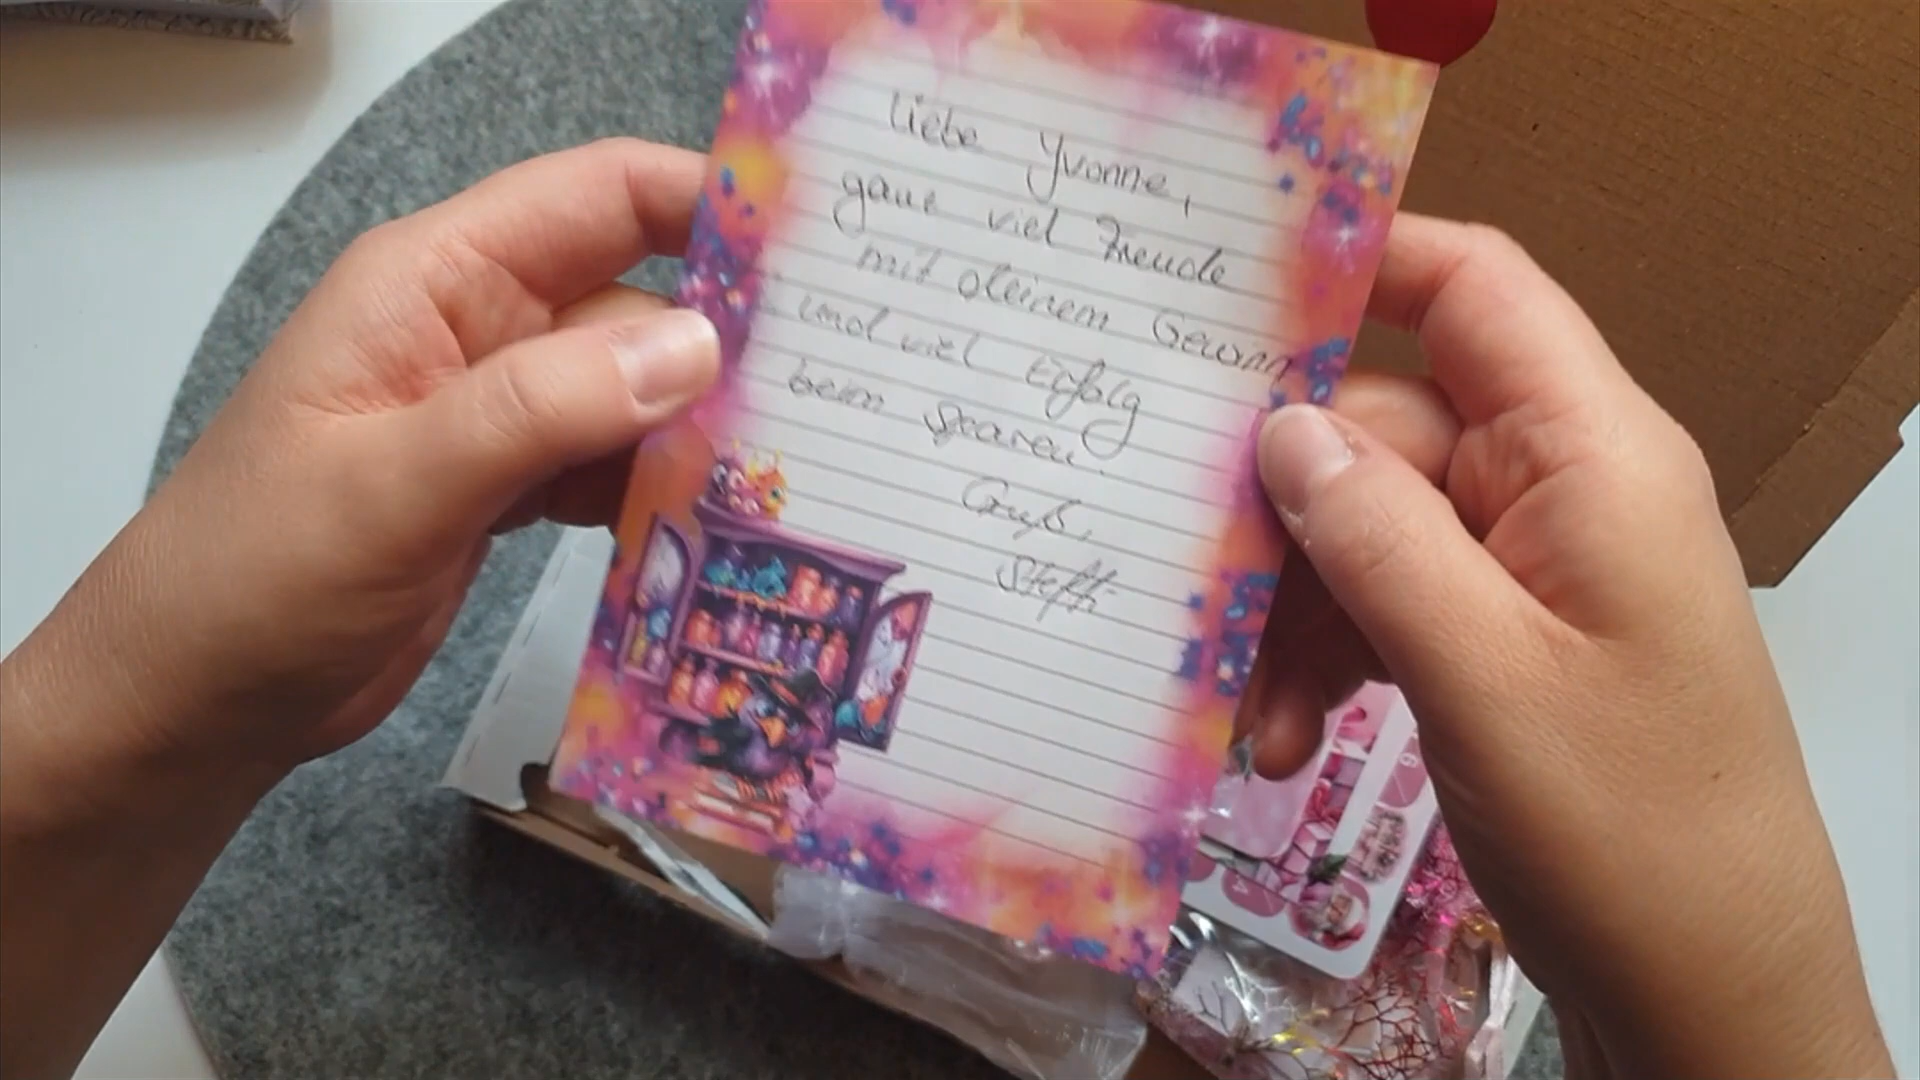 Liebe Yvonne,
ganz viel Freude
mit deinem Gewinn
und viel Erfolg
beim Sparen.
Gruß,
Steffi